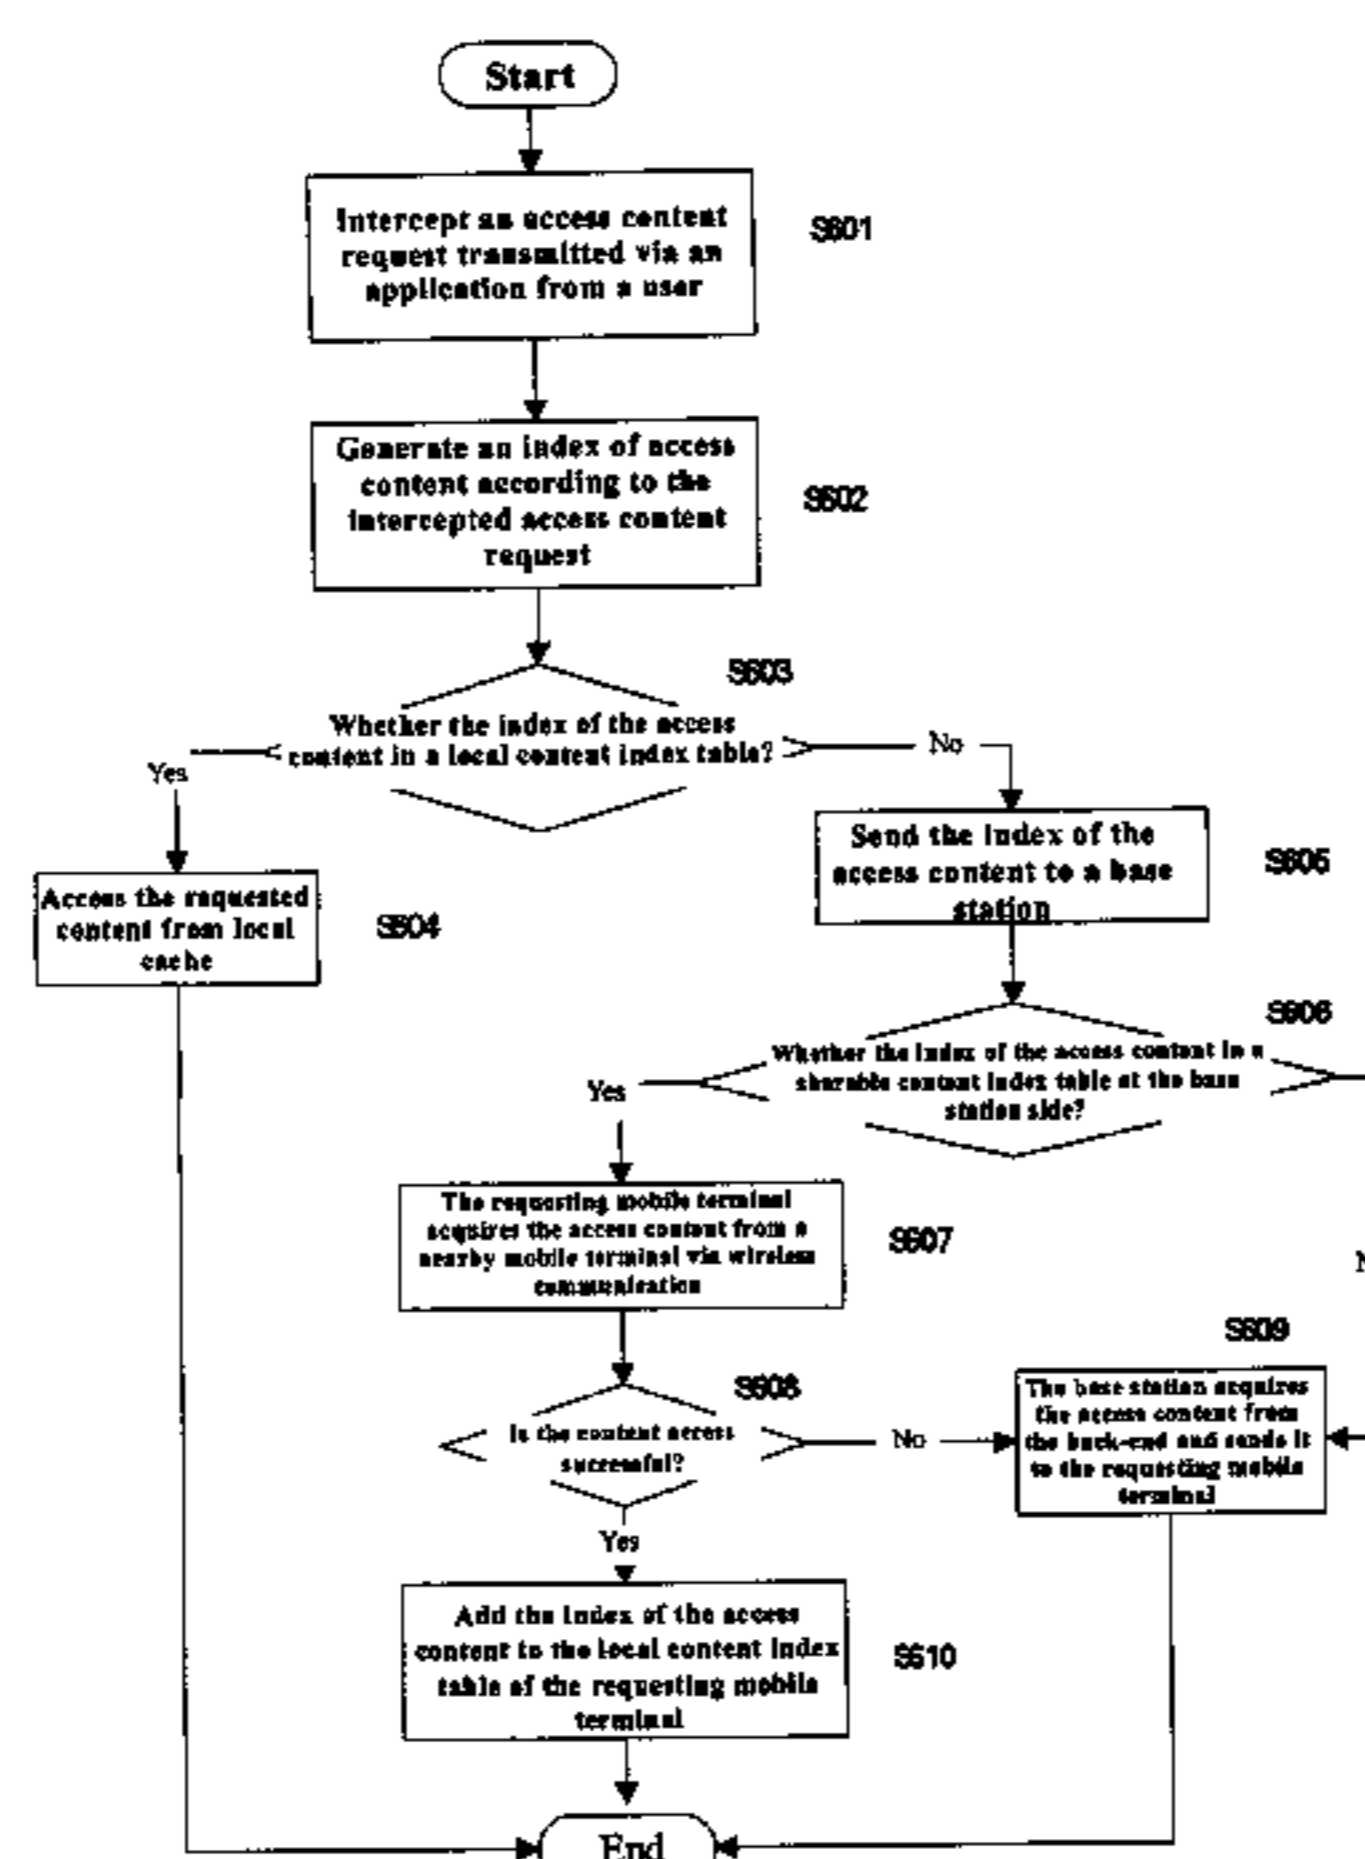 Start
Intercept an access content
request transmitted via an
application from a user
S601
Generate an index of access
content according to the
intercepted access content
request
S602
S603
Whether the index of the access
content in a local content index table?
Yes
No
Send the index of the
access content to a base
station
S605
Access the requested
content from local
cache
S604
S606
Whether the index of the access content in a
sharable content index table at the base
station side?
Yes
The requesting mobile terminal
acquires the access content from a
nearby mobile terminal via wireless
communication
S607
S609
S608
Is the content access
successful?
No
The base station acquires
the access content from
the back-end and sends it
to the requesting mobile
terminal
Yes
Add the index of the access
content to the local content index
table of the requesting mobile
terminal
S610
End